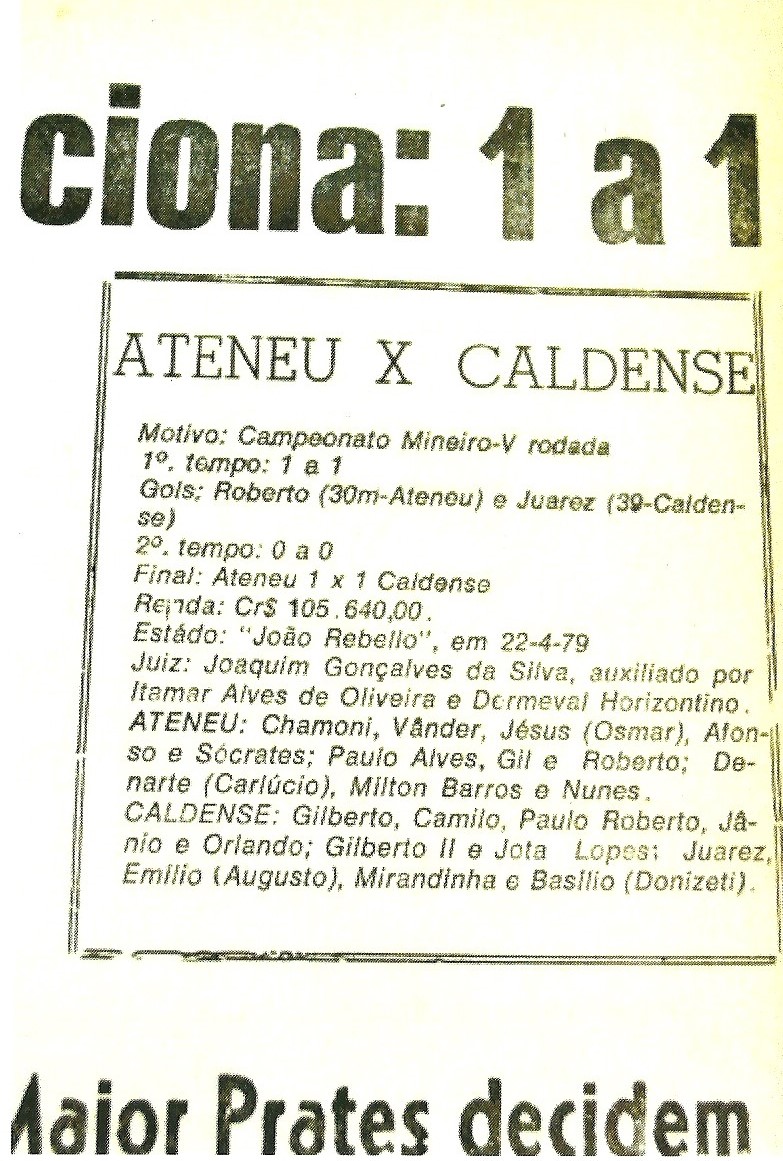 ciona: 1 a 1
ATENEU X CALDENSE
Motivo: Campeonato Mineiro-V rodada
1º. tempo: 1 a 1
Gols: Roberto (30m-Ateneu) e Juarez (39-Calden-
se)
2º. tempo: 0 a 0
Final: Ateneu 1 x 1 Caldense
Renda: Cr$ 105.640,00.
Estádo: "João Rebello", em 22-4-79
Juiz: Joaquim Gonçalves da Silva, auxiliado por
Itamar Alves de Oliveira e Dormeval Horizontino.
ATENEU: Chamoni, Vânder, Jésus (Osmar), Afon-
so e Sócrates; Paulo Alves, Gil e Roberto; De-
narte (Carlúcio), Milton Barros e Nunes.
CALDENSE: Gilberto, Camilo, Paulo Roberto, Jâ-
nio e Orlando; Gilberto II e Jota Lopes; Juarez,
Emílio (Augusto), Mirandinha e Basílio (Donizeti).
Maior Prates decidem